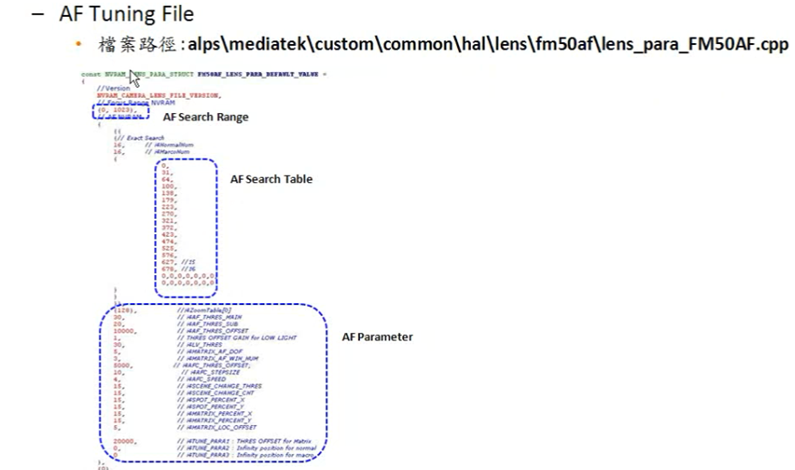 – AF Tuning File
• 檔案路徑:alps\mediatek\custom\common\hal\lens\fm50af\lens_para_FM50AF.cpp
const NVRAM_LENS_PARA_STRUCT FM50AF_LENS_PARA_DEFAULT_VALUE =
{
//Version
NVRAM_CAMERA_LENS_FILE_VERSION,
// Focus Range NVRAM
{0, 1023},
AF Search Range
// AF NVRAM
{
{{
{// Exact Search
16, // i4NormalNum
16, // i4MacroNum
{
0,
31,
64,
100,
138,
179,
AF Search Table
223,
270,
321,
372,
423,
474,
525,
576,
627, //15
678, //16
0,0,0,0,0,0,
0,0,0,0,0,0
}
{128}, //i4ZoomTable[0]
30, // i4AF_THRES_MAIN
20, // i4AF_THRES_SUB
10000, // i4AF_THRES_OFFSET
1, // THRES OFFSET GAIN for LOW LIGHT
AF Parameter
30, // i4LV_THRES
5, // i4MATRIX_AF_DOF
3, // i4MATRIX_AF_WIN_NUM
8000, // i4AFC_THRES_OFFSET;
10, // i4AFC_STEPSIZE
4, // i4AFC_SPEED
15, // i4SCENE_CHANGE_THRES
15, // i4SCENE_CHANGE_CNT
15, // i4SPOT_PERCENT_X
15, // i4SPOT_PERCENT_Y
15, // i4MATRIX_PERCENT_X
15, // i4MATRIX_PERCENT_Y
5, // i4MATRIX_LOC_OFFSET
20000, // i4TUNE_PARA1 : THRES OFFSET for Matrix
0, // i4TUNE_PARA2 : Infinity position for normal
0 // i4TUNE_PARA3 : Infinity position for macro
},
{0}